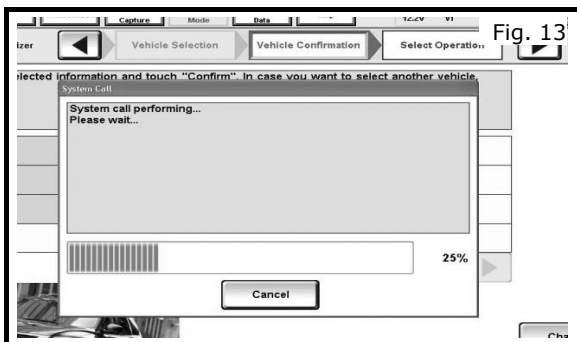 Capture
Mode
Data
12.2V VI
Fig. 13
izer
Vehicle Selection
Vehicle Confirmation
Select Operation
elected information and touch "Confirm". In case you want to select another vehicle,
System Call
System call performing...
Please wait...
25%
Cancel
Cha